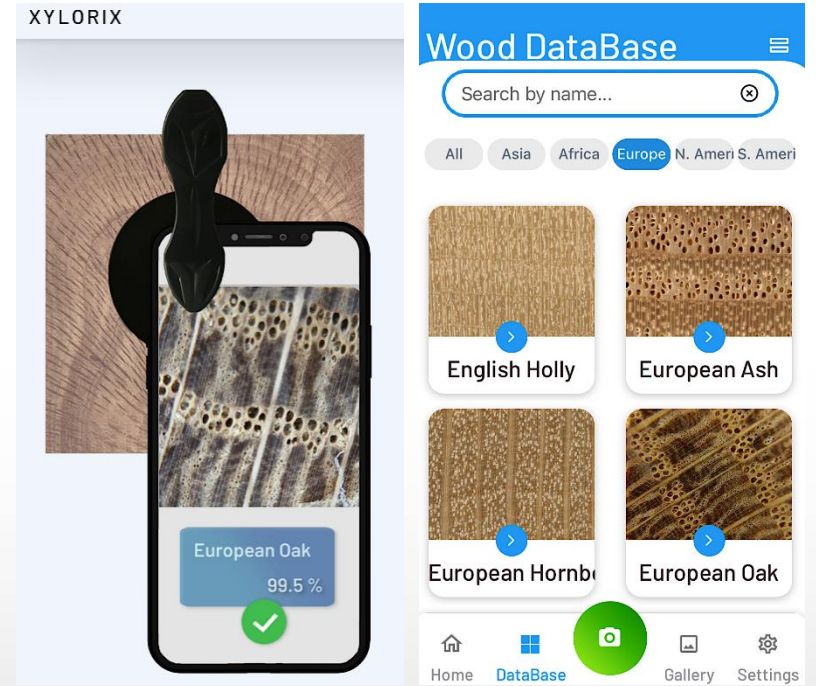 XYLORIX
European Oak
99.5 %
Wood DataBase
Search by name...
All Asia Africa Europe N. Ameri S. Ameri
English Holly European Ash
European Hornb European Oak
Home DataBase Gallery Settings